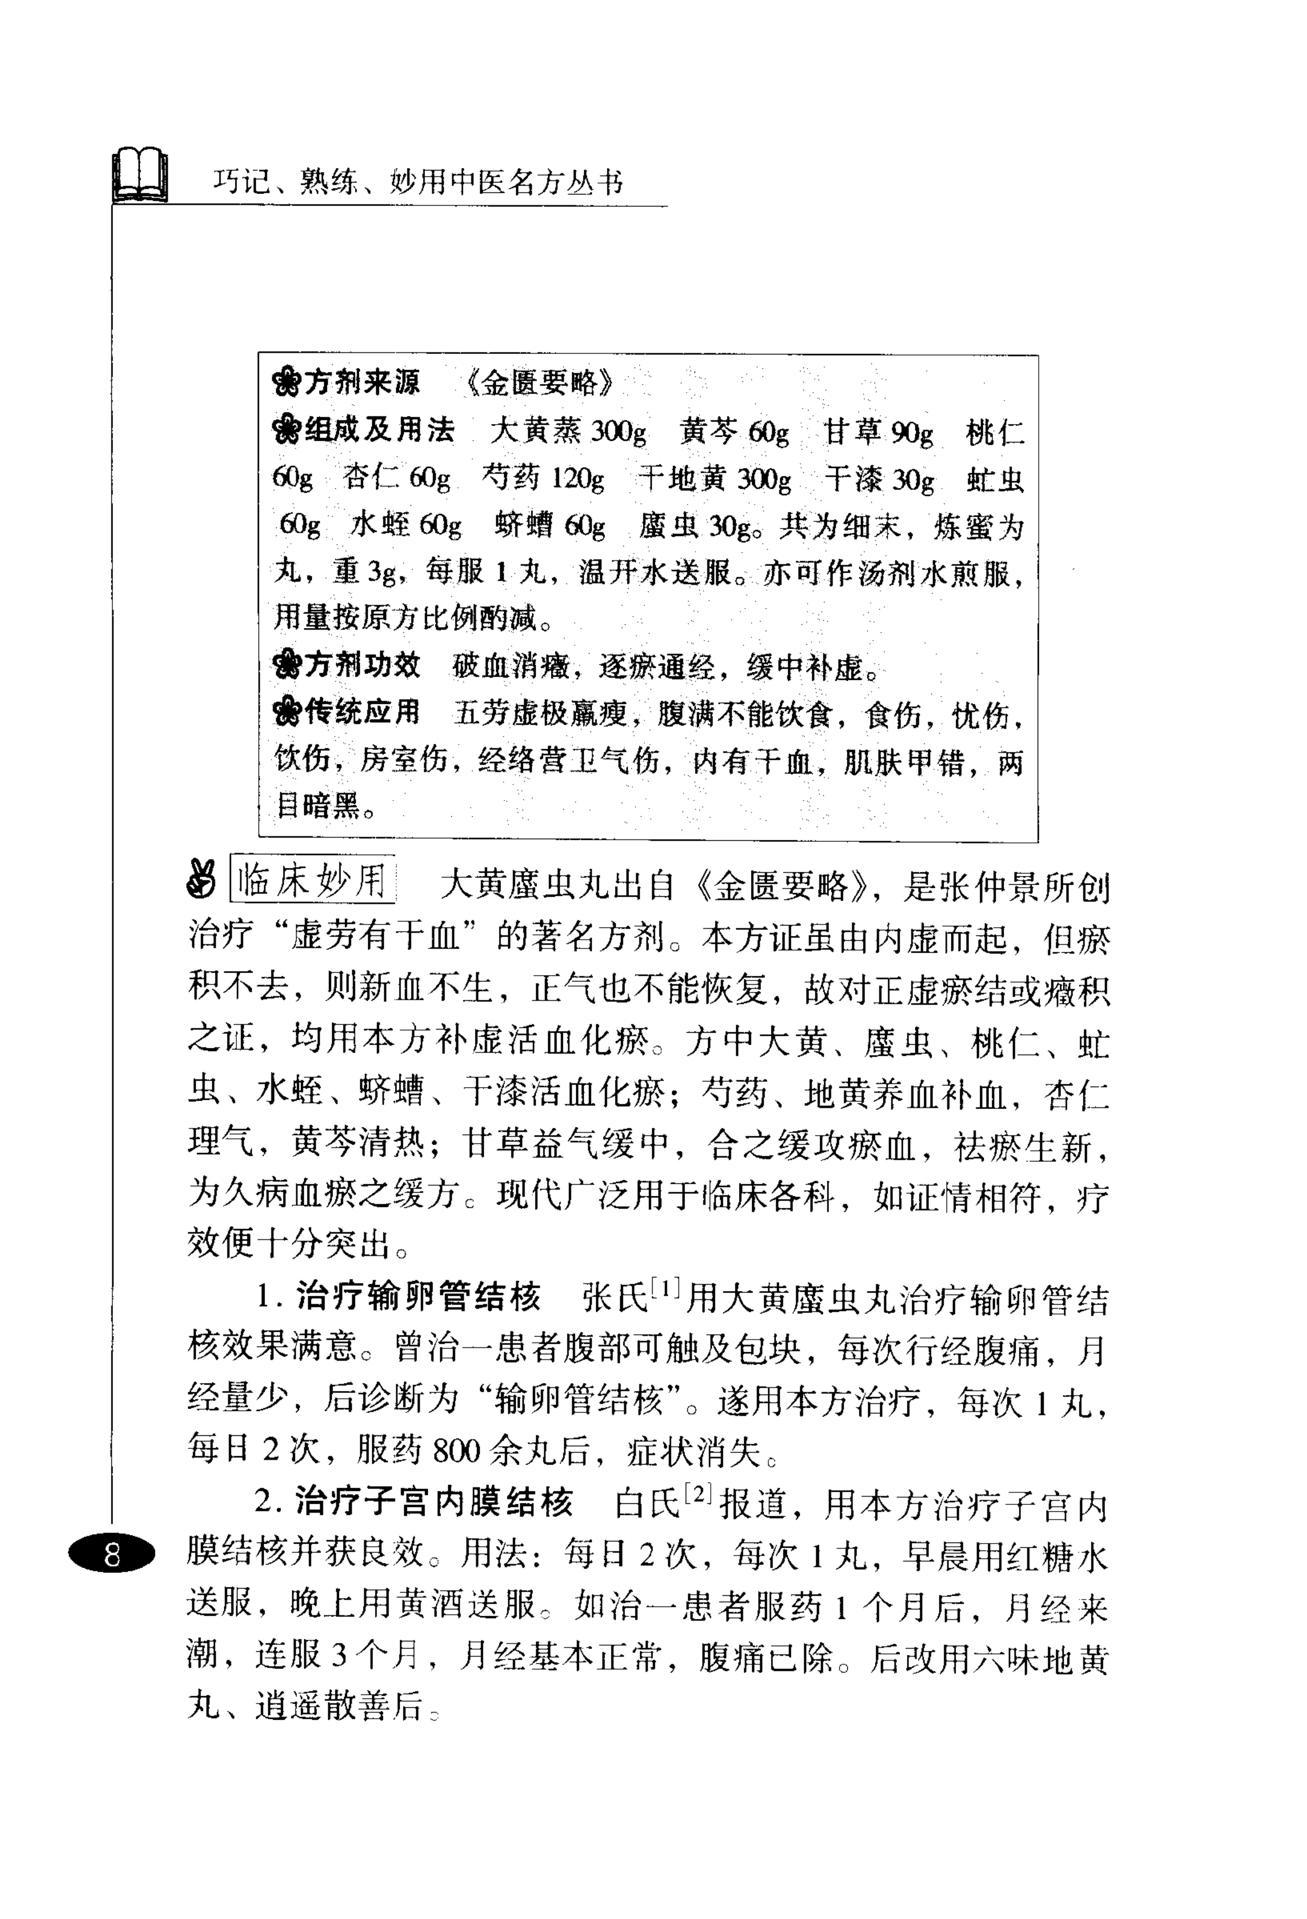 巧记、熟练、妙用中医名方丛书
方剂来源 《金匮要略》
组成及用法 大黄蒸 300g 黄芩 60g 甘草 90g 桃仁
60g 杏仁 60g 芍药 120g 干地黄 300g 干漆 30g 虻虫
60g 水蛭 60g 蛴螬 60g 䗪虫 30g。共为细末，炼蜜为
丸，重 3g，每服 1 丸，温开水送服。亦可作汤剂水煎服，
用量按原方比例酌减。
方剂功效 破血消癥，逐瘀通经，缓中补虚。
传统应用 五劳虚极羸瘦，腹满不能饮食，食伤，忧伤，
饮伤，房室伤，经络营卫气伤，内有干血，肌肤甲错，两
目暗黑。
临床妙用 大黄䗪虫丸出自《金匮要略》，是张仲景所创
治疗“虚劳有干血”的著名方剂。本方证虽由内虚而起，但瘀
积不去，则新血不生，正气也不能恢复，故对正虚瘀结或癥积
之证，均用本方补虚活血化瘀。方中大黄、䗪虫、桃仁、虻
虫、水蛭、蛴螬、干漆活血化瘀；芍药、地黄养血补血，杏仁
理气，黄芩清热；甘草益气缓中，合之缓攻瘀血，祛瘀生新，
为久病血瘀之缓方。现代广泛用于临床各科，如证情相符，疗
效便十分突出。
1. 治疗输卵管结核 张氏[1]用大黄䗪虫丸治疗输卵管结
核效果满意。曾治一患者腹部可触及包块，每次行经腹痛，月
经量少，后诊断为“输卵管结核”。遂用本方治疗，每次 1 丸，
每日 2 次，服药 800 余丸后，症状消失。
2. 治疗子宫内膜结核 白氏[2]报道，用本方治疗子宫内
膜结核并获良效。用法：每日 2 次，每次 1 丸，早晨用红糖水
送服，晚上用黄酒送服。如治一患者服药 1 个月后，月经来
潮，连服 3 个月，月经基本正常，腹痛已除。后改用六味地黄
丸、逍遥散善后。
8